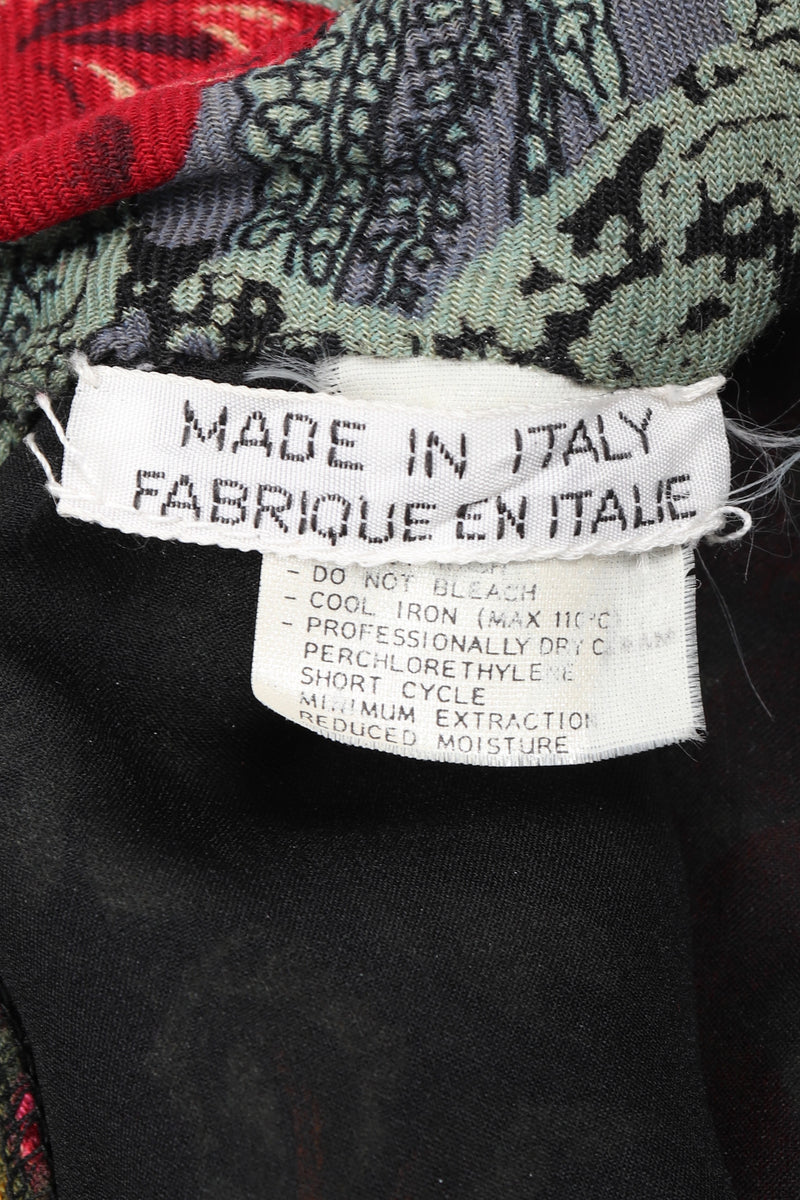 MADE IN ITALY
FABRIQUE EN ITALIE
- DO NOT BLEACH
- COOL IRON (MAX 110°C)
- PROFESSIONALLY DRY
PERCHLORETHYLENE
SHORT CYCLE
MINIMUM EXTRACTION
REDUCED MOISTURE